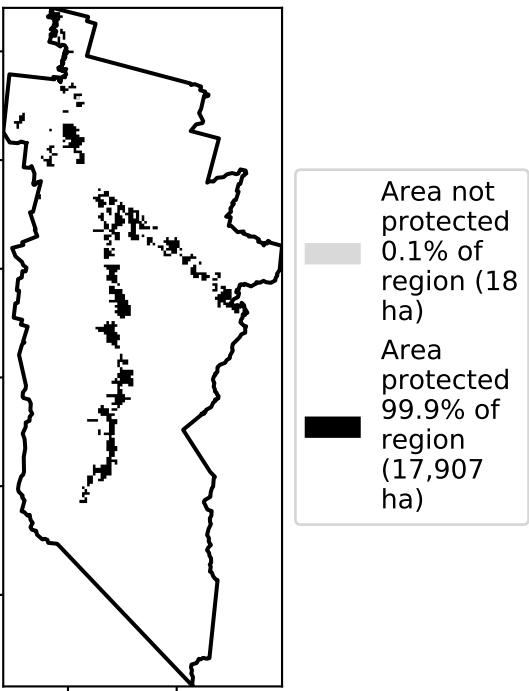 Area not
protected
0.1% of
region (18
ha)
Area
protected
99.9% of
region
(17,907
ha)